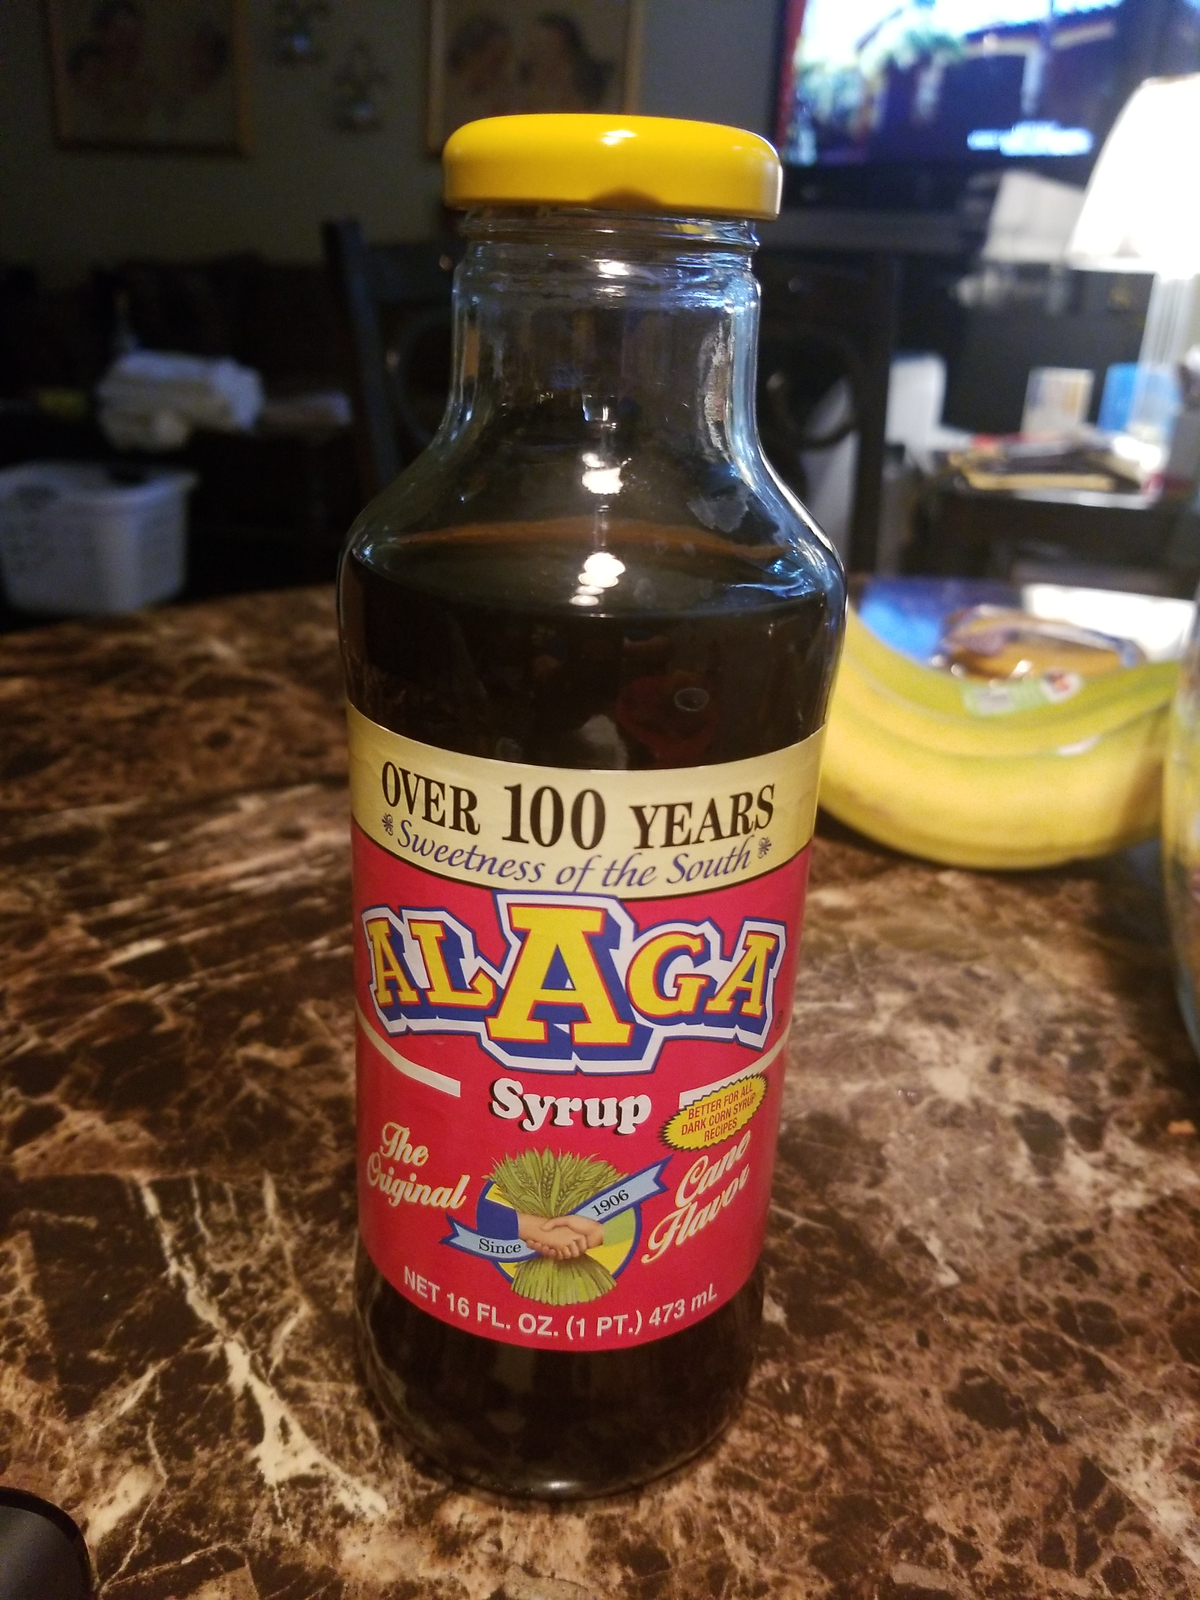 OVER 100 YEARS
Sweetness of the South
ALAGA
Syrup
BETTER FOR ALL
DARK CORN SYRUP
RECIPES
The
Original
Cane
Flavor
Since 1906
NET 16 FL. OZ. (1 PT.) 473 mL